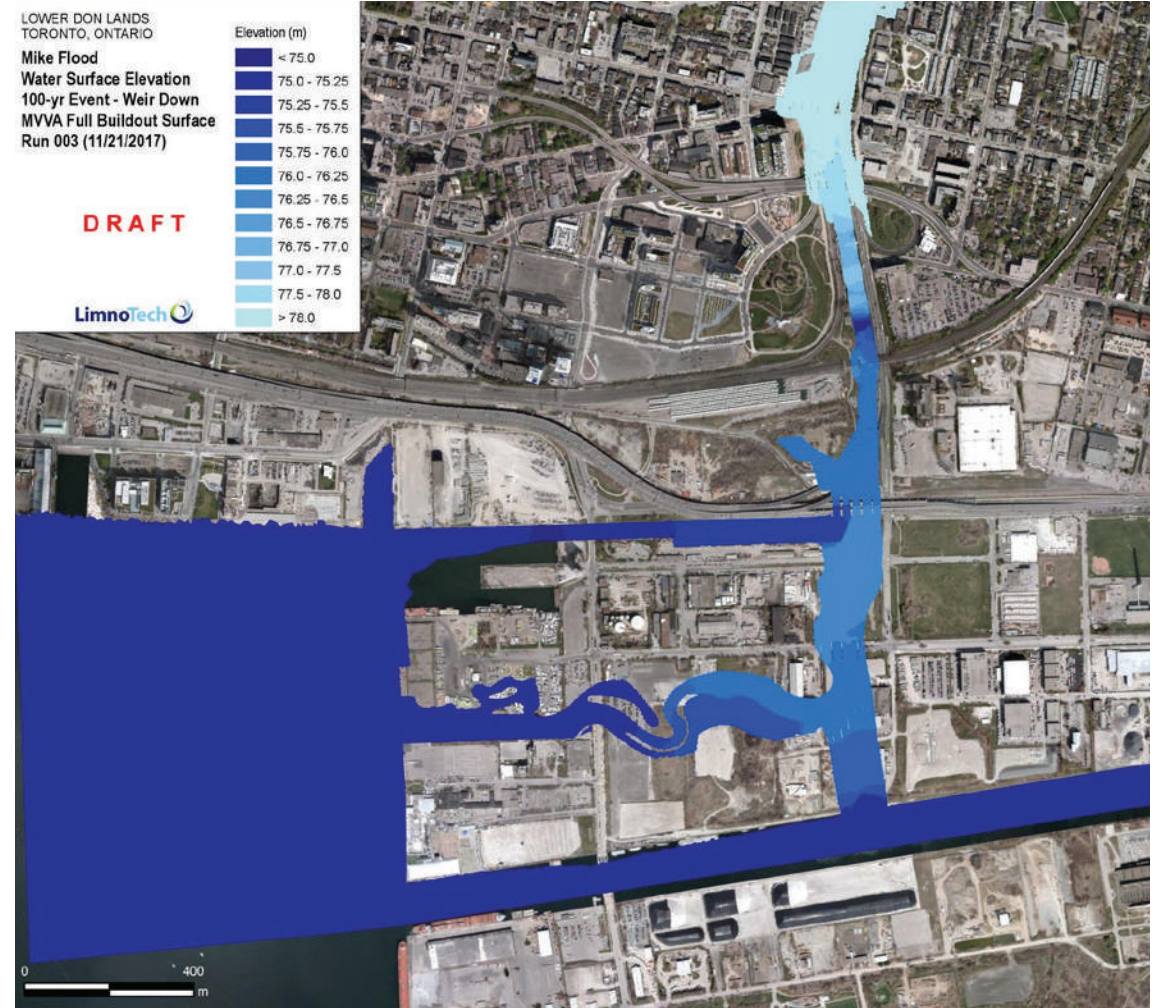 LOWER DON LANDS
TORONTO, ONTARIO
Mike Flood
Water Surface Elevation
100-yr Event - Weir Down
MVVA Full Buildout Surface
Run 003 (11/21/2017)
DRAFT
LimnoTech
Elevation (m)
< 75.0
75.0 - 75.25
75.25 - 75.5
75.5 - 75.75
75.75 - 76.0
76.0 - 76.25
76.25 - 76.5
76.5 - 76.75
76.75 - 77.0
77.0 - 77.5
77.5 - 78.0
> 78.0
0 400
m